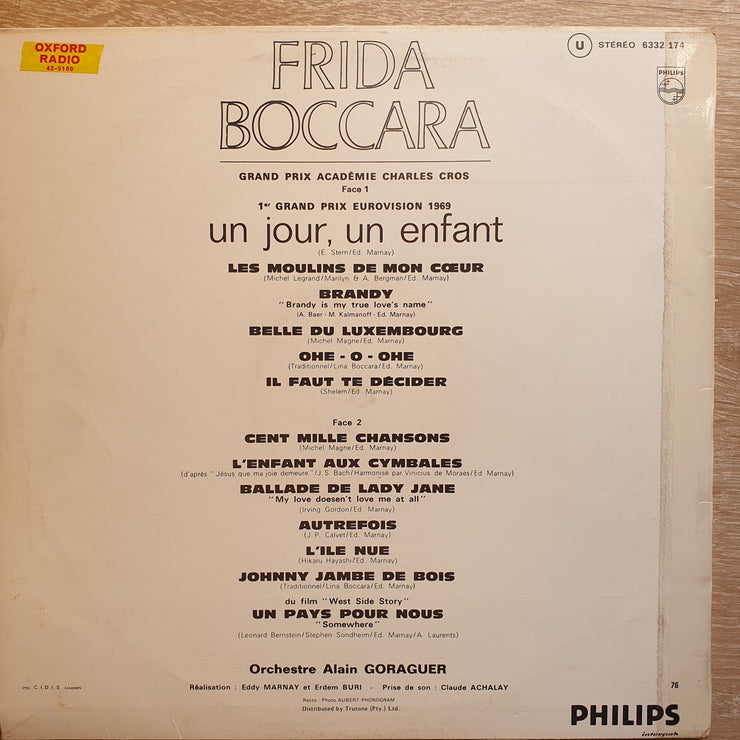 OXFORD
RADIO
42-5180
FRIDA
BOCCARA
U STÉRÉO 6332 174
PHILIPS
GRAND PRIX ACADÉMIE CHARLES CROS
Face 1
1er GRAND PRIX EUROVISION 1969
un jour, un enfant
(E. Stern/Ed. Marnay)
LES MOULINS DE MON CŒUR
(Michel Legrand/Marilyn & A. Bergman/Ed. Marnay)
BRANDY
"Brandy is my true love's name"
(A. Baer - M. Kalmanoff - Ed. Marnay)
BELLE DU LUXEMBOURG
(Michel Magne/Ed. Marnay)
OHE - O - OHE
(Traditionnel/Lina Boccara/Ed. Marnay)
IL FAUT TE DÉCIDER
(Shelem/Ed. Marnay)
Face 2
CENT MILLE CHANSONS
(Michel Magne/Ed. Marnay)
L'ENFANT AUX CYMBALES
(d'après "Jésus que ma joie demeure"/J.S. Bach/Harmonisé par Vinicius de Moraes/Ed. Marnay)
BALLADE DE LADY JANE
"My love doesen't love me at all"
(Irving Gordon/Ed. Marnay)
AUTREFOIS
(J. P. Calvet/Ed. Marnay)
L'ILE NUE
(Hikaru Hayashi/Ed. Marnay)
JOHNNY JAMBE DE BOIS
(Traditionnel/Lina Boccara/Ed. Marnay)
du film "West Side Story"
UN PAYS POUR NOUS
"Somewhere"
(Leonard Bernstein/Stephen Sondheim/Ed. Marnay/A. Laurents)
Orchestre Alain GORAGUER
imp. C.I.D.I.S. Louviers
Réalisation : Eddy MARNAY et Erdem BURI - Prise de son : Claude ACHALAY
76
Recto : Photo AUBERT-PHONOGRAM
Distributed by Trutone (Pty.) Ltd.
PHILIPS
interpak